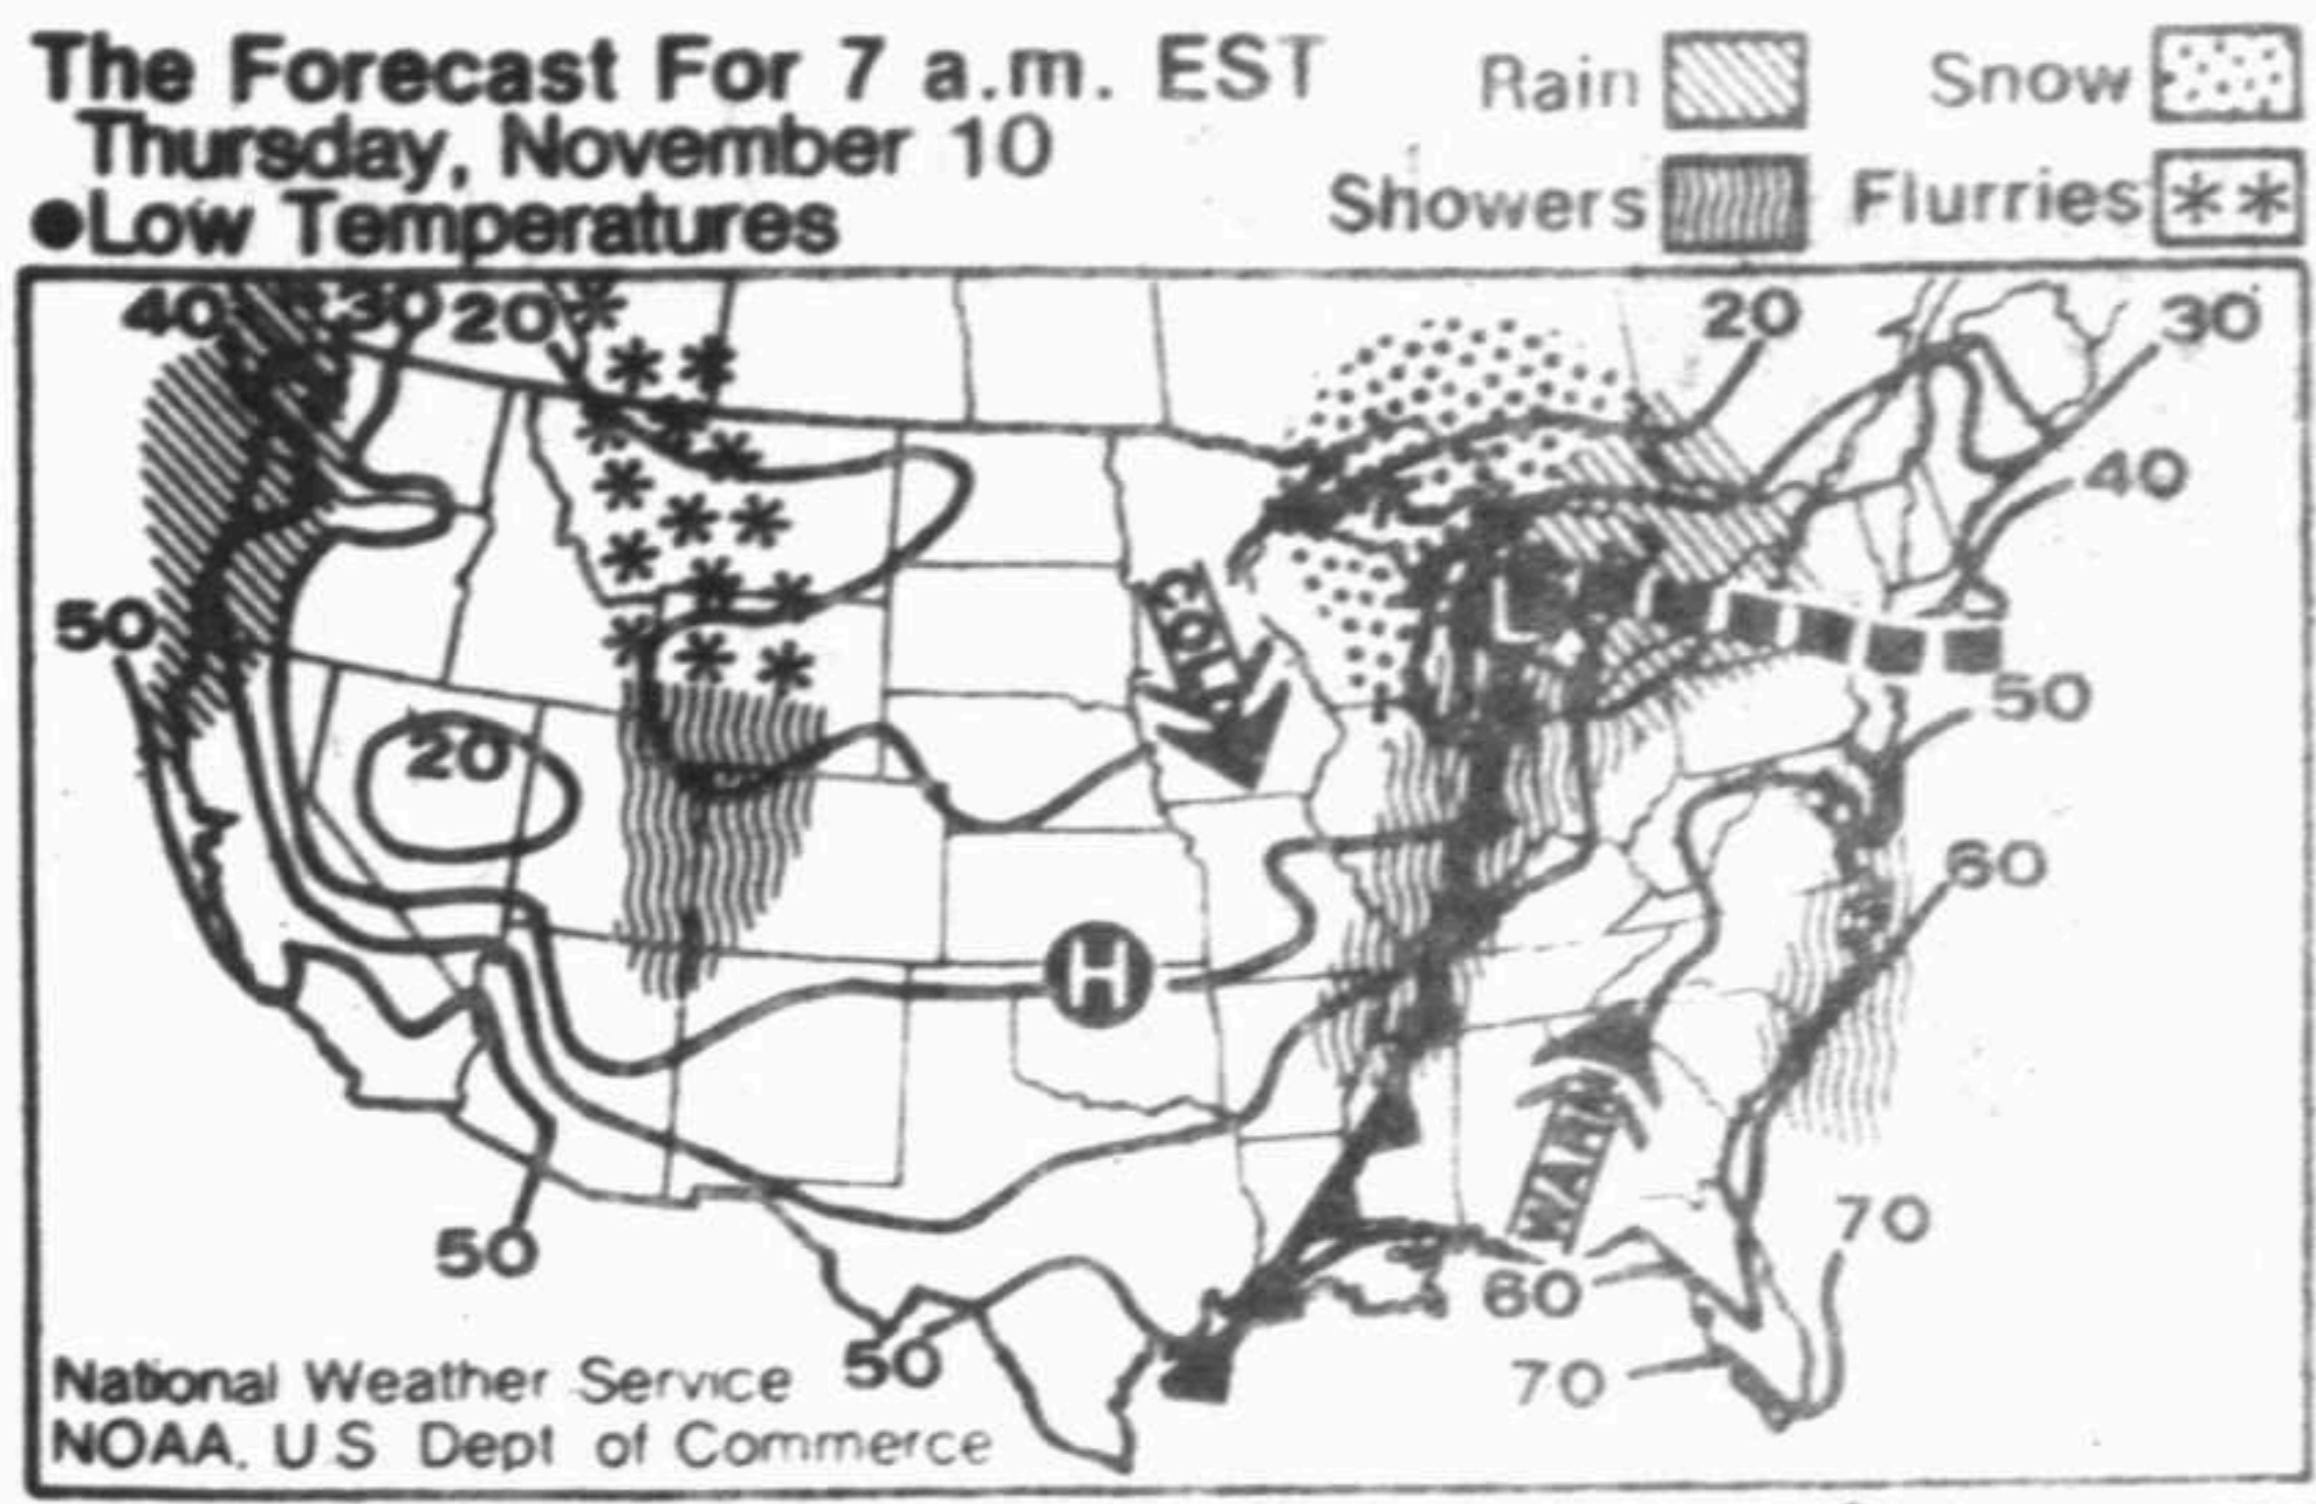 The Forecast For 7 a.m. EST
Thursday, November 10
●Low Temperatures
Rain
Snow
Showers
Flurries
40 30 20
20
30
40
50
COLD
50
20
60
H
WARM
70
50
60
50
70
National Weather Service
NOAA, U S Dept of Commerce